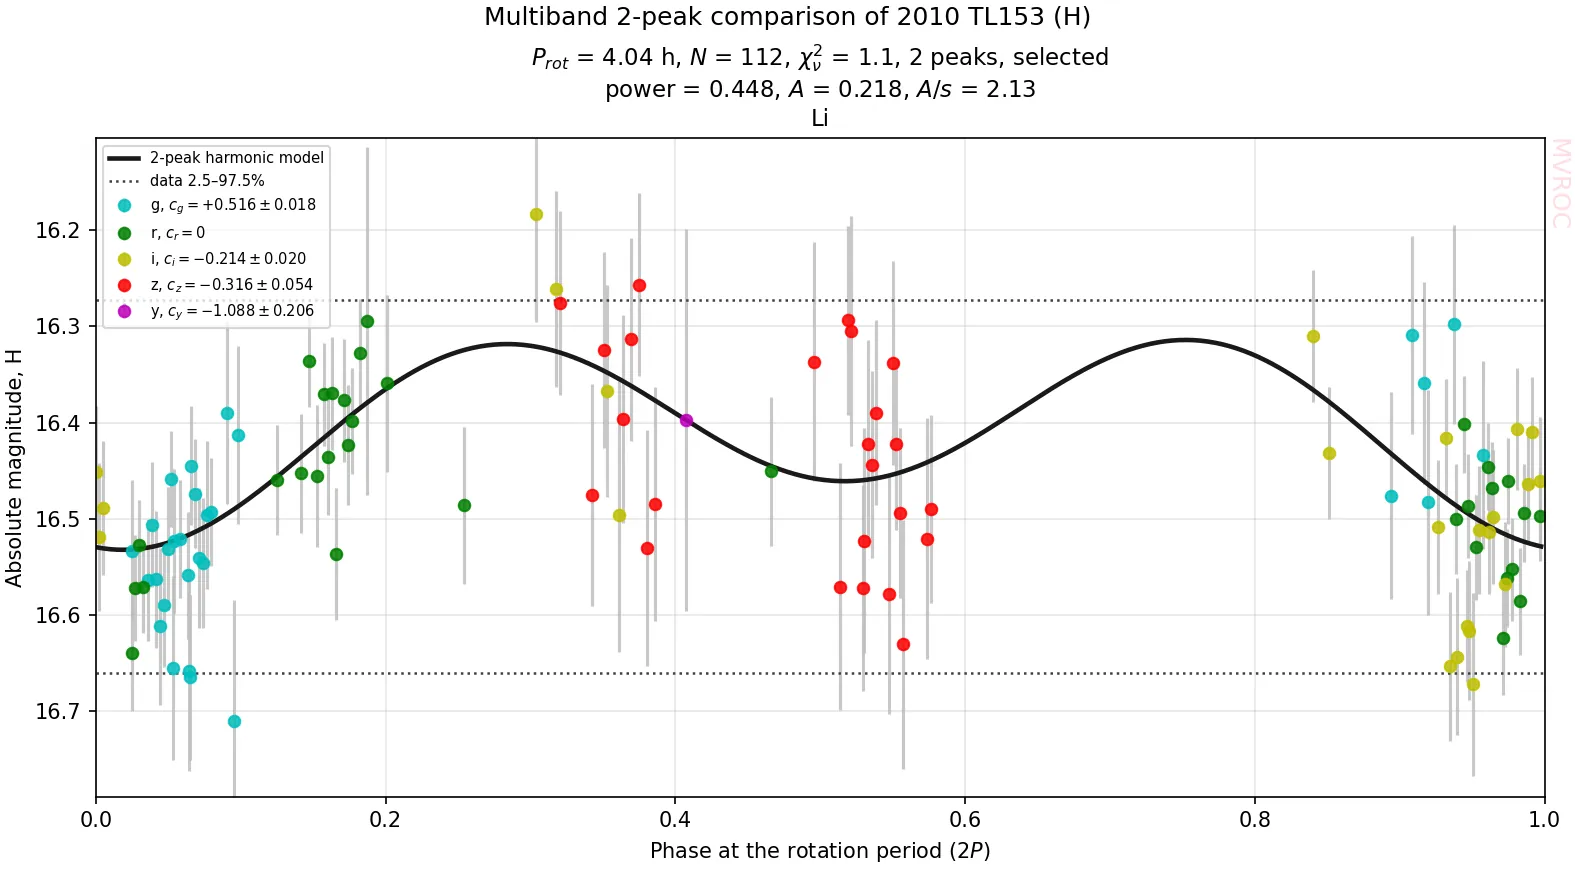 Multiband 2-peak comparison of 2010 TL153 (H)
P_rot = 4.04 h, N = 112, χ²_ν = 1.1, 2 peaks, selected
power = 0.448, A = 0.218, A/s = 2.13
Li
2-peak harmonic model
data 2.5–97.5%
g, c_g = +0.516 ± 0.018
r, c_r = 0
i, c_i = −0.214 ± 0.020
z, c_z = −0.316 ± 0.054
y, c_y = −1.088 ± 0.206
MVROC
Absolute magnitude, H
16.2
16.3
16.4
16.5
16.6
16.7
0.0 0.2 0.4 0.6 0.8 1.0
Phase at the rotation period (2P)